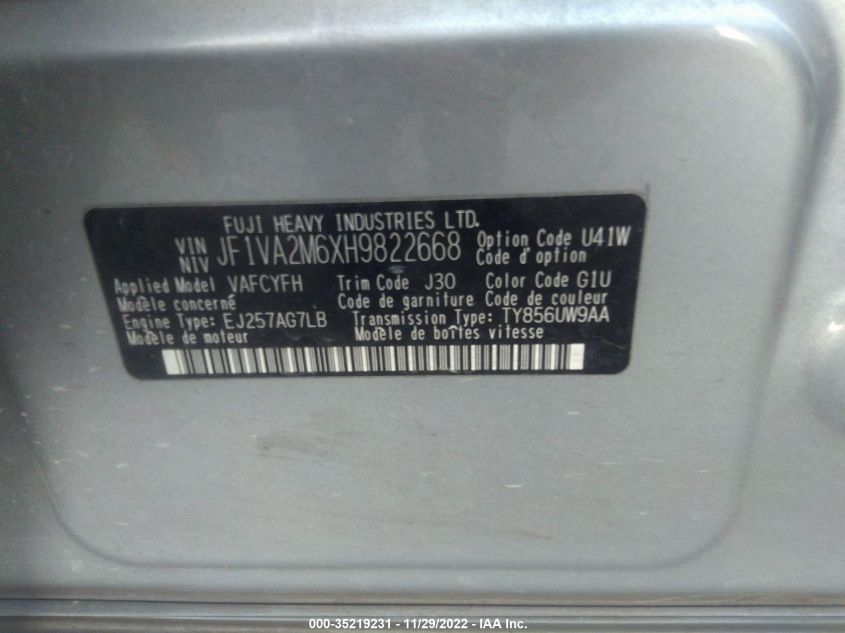 FUJI HEAVY INDUSTRIES LTD.
VIN NIV JF1VA2M6XH9822668 Option Code U41W
Code d'option
Applied Model VAFCYFH Trim Code J30 Color Code G1U
Modèle concerné Code de garniture Code de couleur
Engine Type: EJ257AG7LB Transmission Type: TY856UW9AA
Modèle de moteur Modèle de boîtes vitesse
000-35219231 - 11/29/2022 - IAA Inc.